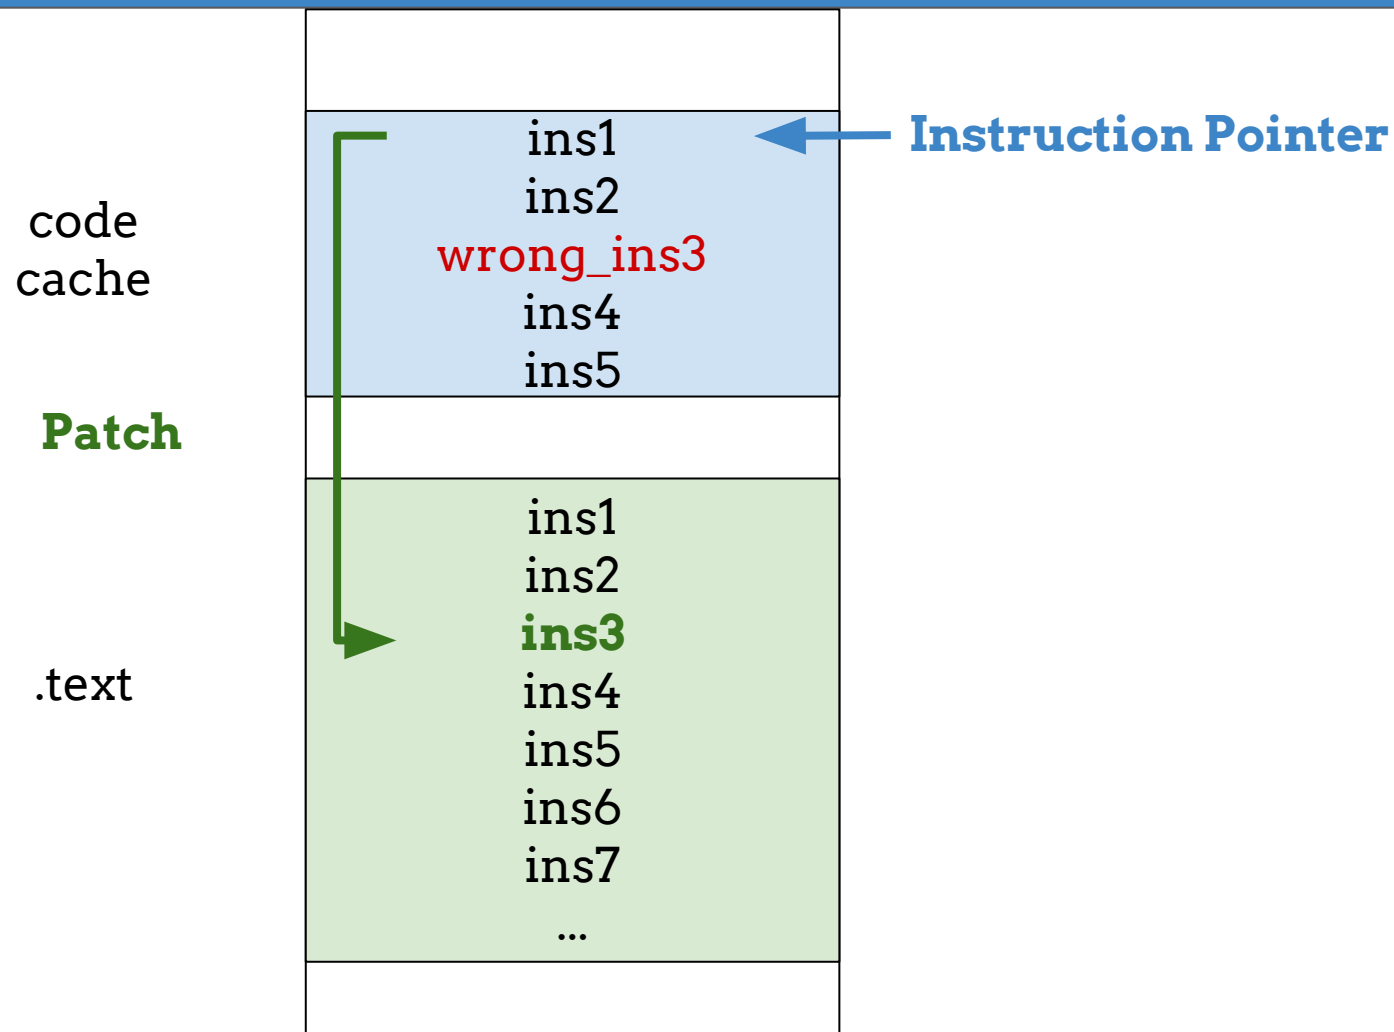 ins1
Instruction Pointer
ins2
wrong_ins3
ins4
ins5
code
cache
Patch
ins1
ins2
ins3
ins4
ins5
ins6
ins7
...
.text